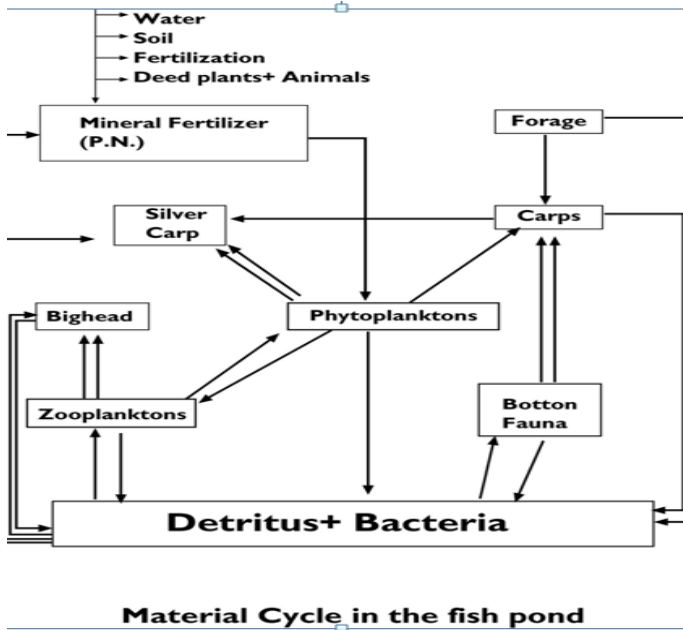 Water
Soil
Fertilization
Deed plants+ Animals
Mineral Fertilizer
(P.N.)
Forage
Silver
Carp
Carps
Bighead
Phytoplanktons
Zooplanktons
Botton
Fauna
Detritus+ Bacteria
Material Cycle in the fish pond